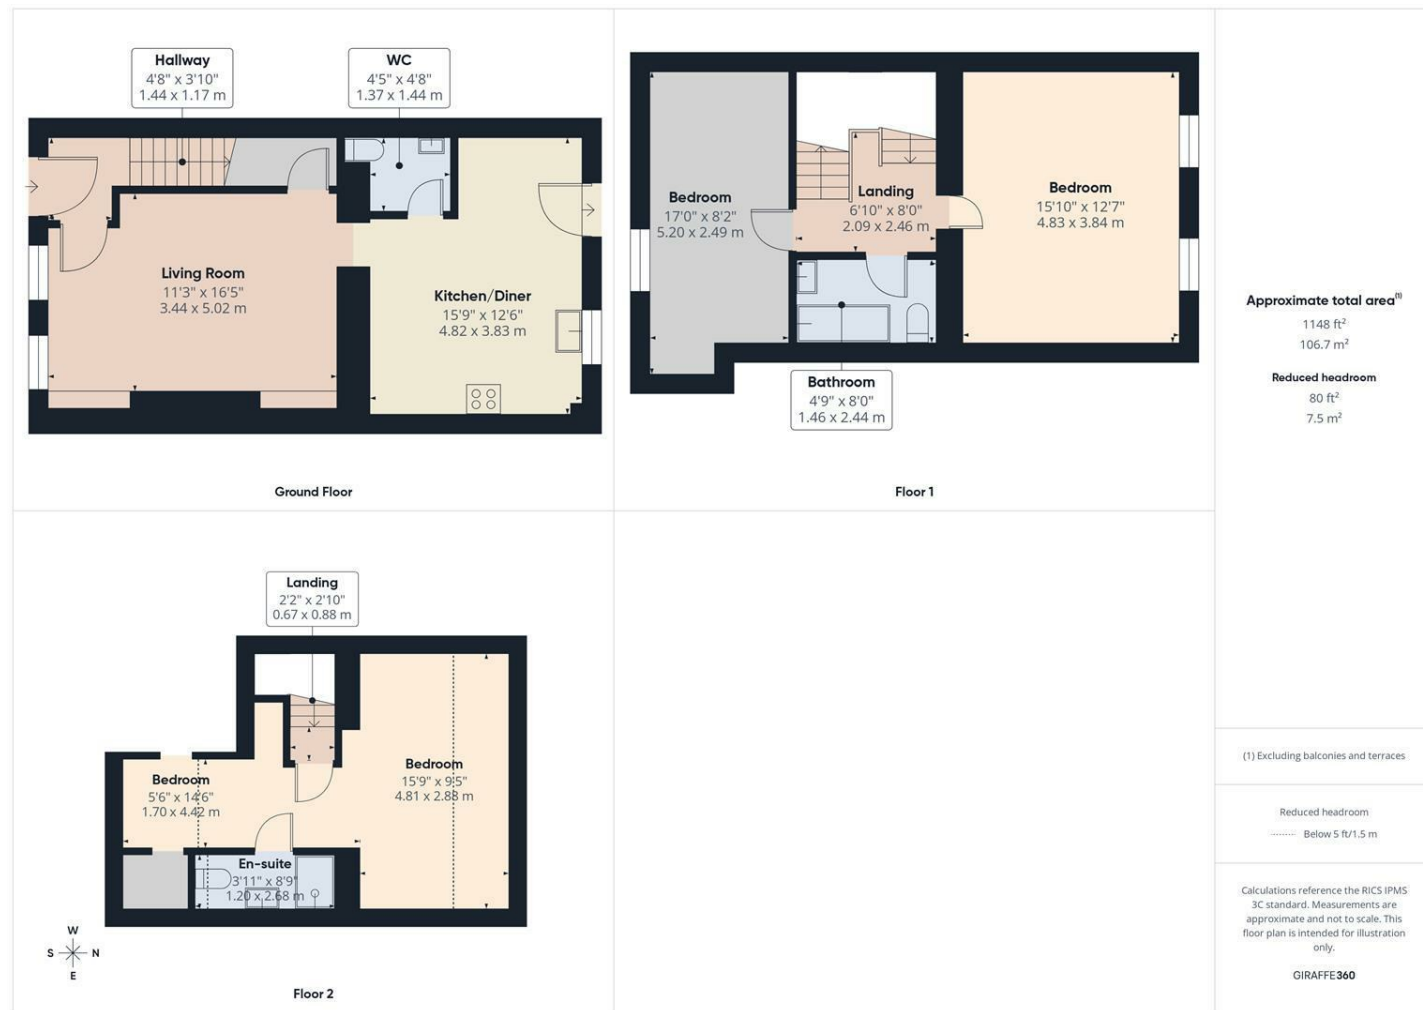 Hallway
4'8" x 3'10"
1.44 x 1.17 m
WC
4'5" x 4'8"
1.37 x 1.44 m
Living Room
11'3" x 16'5"
3.44 x 5.02 m
Kitchen/Diner
15'9" x 12'6"
4.82 x 3.83 m
Ground Floor
Bedroom
17'0" x 8'2"
5.20 x 2.49 m
Landing
6'10" x 8'0"
2.09 x 2.46 m
Bedroom
15'10" x 12'7"
4.83 x 3.84 m
Bathroom
4'9" x 8'0"
1.46 x 2.44 m
Floor 1
Approximate total area(1)
1148 ft²
106.7 m²
Reduced headroom
80 ft²
7.5 m²
Landing
2'2" x 2'10"
0.67 x 0.88 m
Bedroom
5'6" x 14'6"
1.70 x 4.42 m
Bedroom
15'9" x 9'5"
4.81 x 2.88 m
En-suite
3'11" x 8'9"
1.20 x 2.68 m
W
S N
E
Floor 2
(1) Excluding balconies and terraces
Reduced headroom
Below 5 ft/1.5 m
Calculations reference the RICS IPMS
3C standard. Measurements are
approximate and not to scale. This
floor plan is intended for illustration
only.
GIRAFFE360